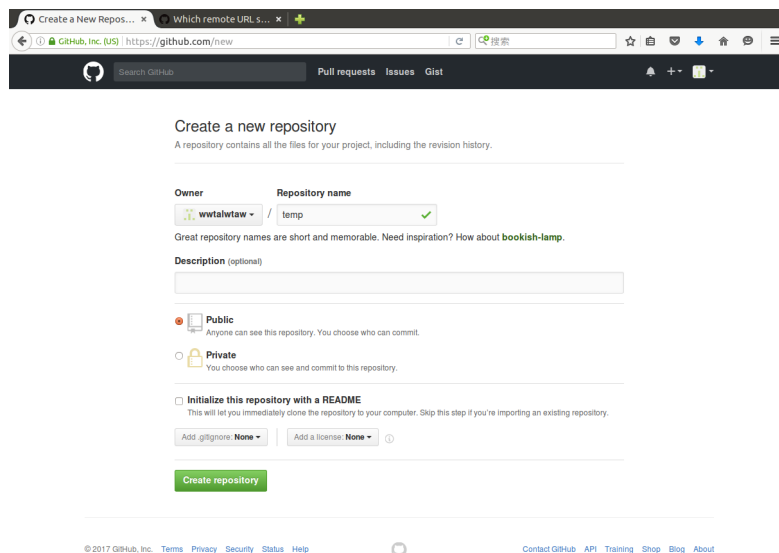 Create a New Repos... × Which remote URL s... ×
GitHub, Inc. (US) https://github.com/new 搜索
Search GitHub Pull requests Issues Gist
Create a new repository
A repository contains all the files for your project, including the revision history.
Owner Repository name
wwtalwtaw / temp
Great repository names are short and memorable. Need inspiration? How about bookish-lamp.
Description (optional)
Public
Anyone can see this repository. You choose who can commit.
Private
You choose who can see and commit to this repository.
Initialize this repository with a README
This will let you immediately clone the repository to your computer. Skip this step if you're importing an existing repository.
Add .gitignore: None Add a license: None
Create repository
© 2017 GitHub, Inc. Terms Privacy Security Status Help Contact GitHub API Training Shop Blog About